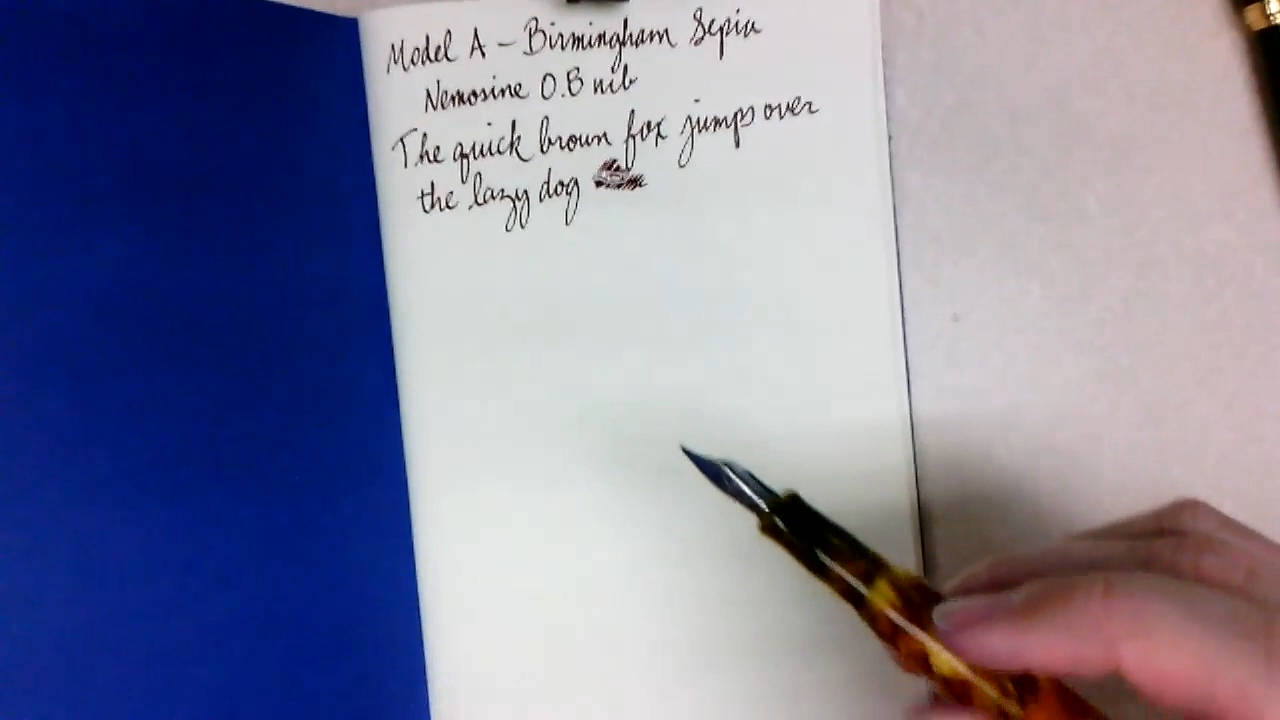 Model A - Birmingham Sepia
Nemosine 0.8 nib
The quick brown fox jumps over
the lazy dog